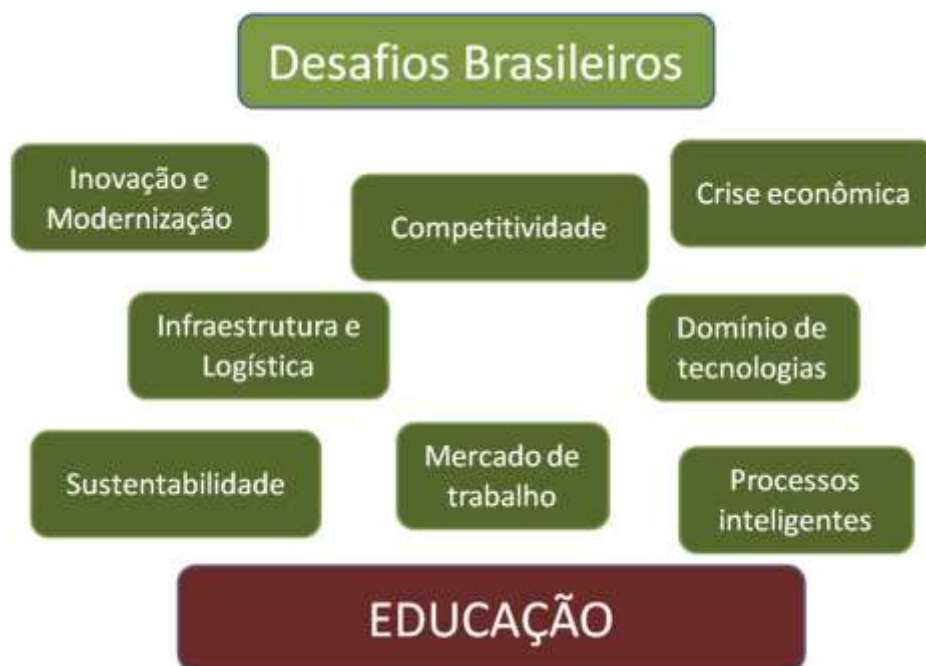 Desafios Brasileiros
Inovação e
Modernização
Competitividade
Crise econômica
Infraestrutura e
Logística
Domínio de
tecnologias
Sustentabilidade
Mercado de
trabalho
Processos
inteligentes
EDUCAÇÃO